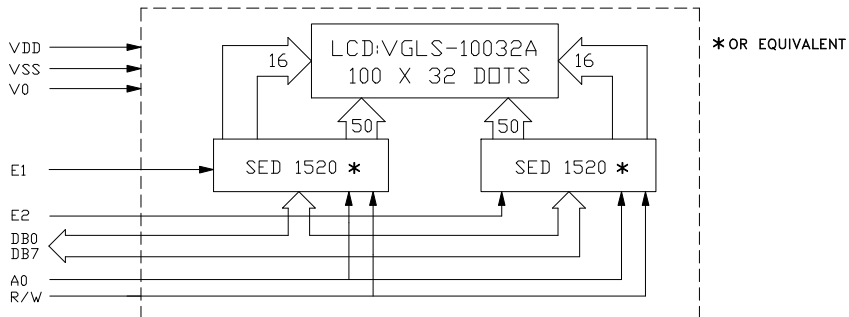 VDD
VSS
V0
E1
E2
DB0
DB7
A0
R/W
16
LCD:VGLS-10032A
100 X 32 DOTS
16
* OR EQUIVALENT
50
50
SED 1520 *
SED 1520 *